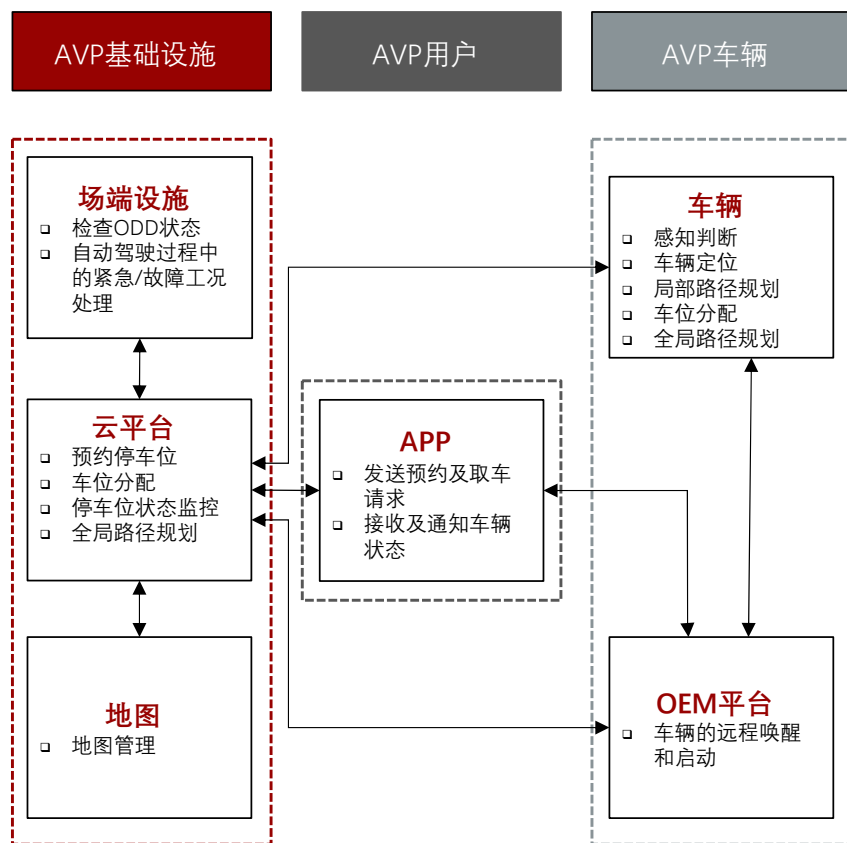 AVP基础设施
AVP用户
AVP车辆
场端设施
检查ODD状态
自动驾驶过程中
的紧急/故障工况
处理
车辆
感知判断
车辆定位
局部路径规划
车位分配
全局路径规划
云平台
预约停车位
车位分配
停车位状态监控
全局路径规划
APP
发送预约及取车
请求
接收及通知车辆
状态
地图
地图管理
OEM平台
车辆的远程唤醒
和启动